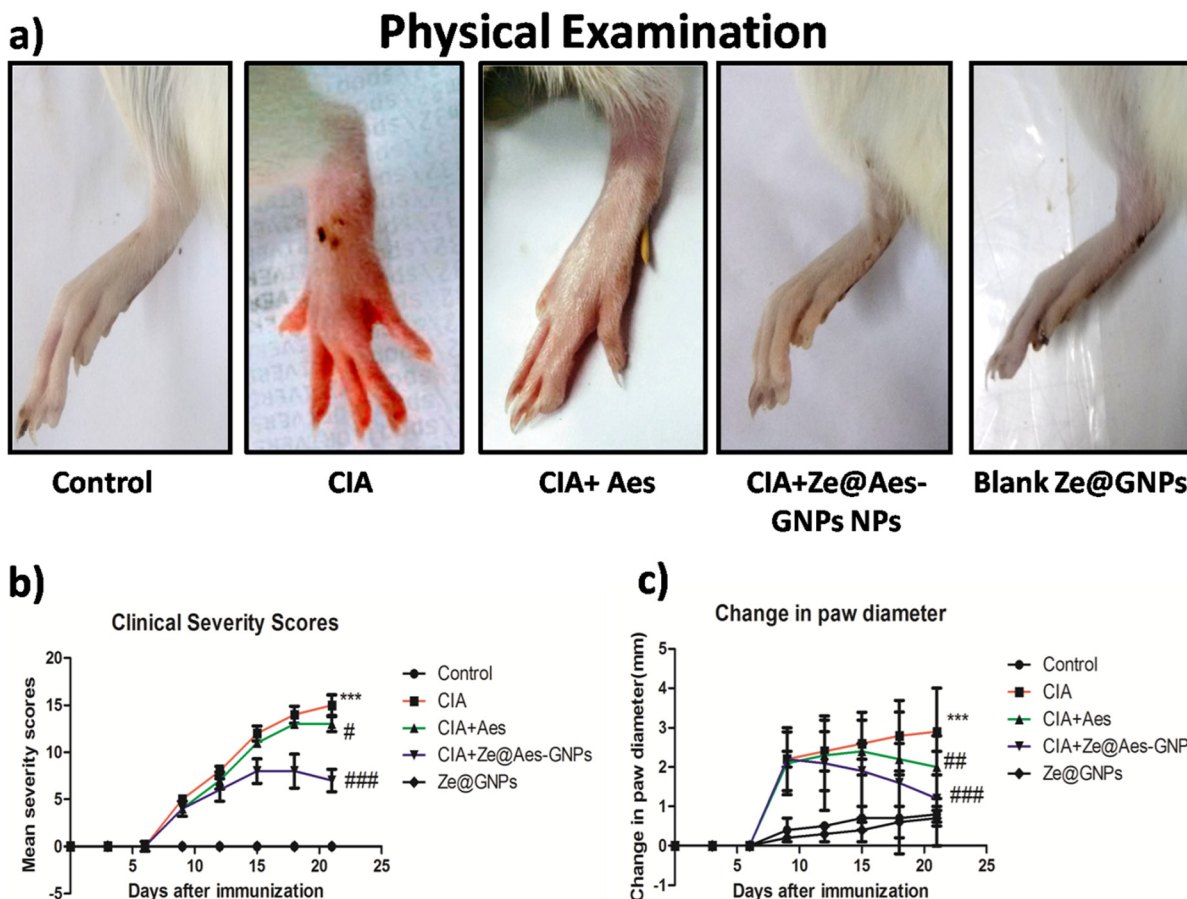 a)
Physical Examination
Control
CIA
CIA+ Aes
CIA+Ze@Aes-
GNPs NPs
Blank Ze@GNPs
b)
Clinical Severity Scores
Mean severity scores
20
15
10
5
0
-5
5
10
15
20
25
Days after immunization
***
#
###
Control
CIA
CIA+Aes
CIA+Ze@Aes-GNPs
Ze@GNPs
c)
Change in paw diameter
Change in paw diameter(mm)
5
4
3
2
1
0
-1
5
10
15
20
25
Days after immunization
***
##
###
Control
CIA
CIA+Aes
CIA+Ze@Aes-GNP
Ze@GNPs